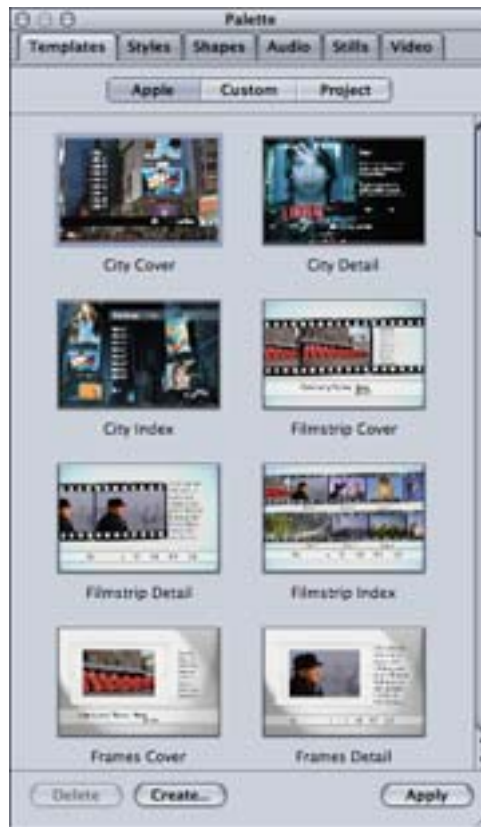 Palette
Templates Styles Shapes Audio Stills Video
Apple Custom Project
City Cover City Detail
City Index Filmstrip Cover
Filmstrip Detail Filmstrip Index
Frames Cover Frames Detail
Delete Create... Apply